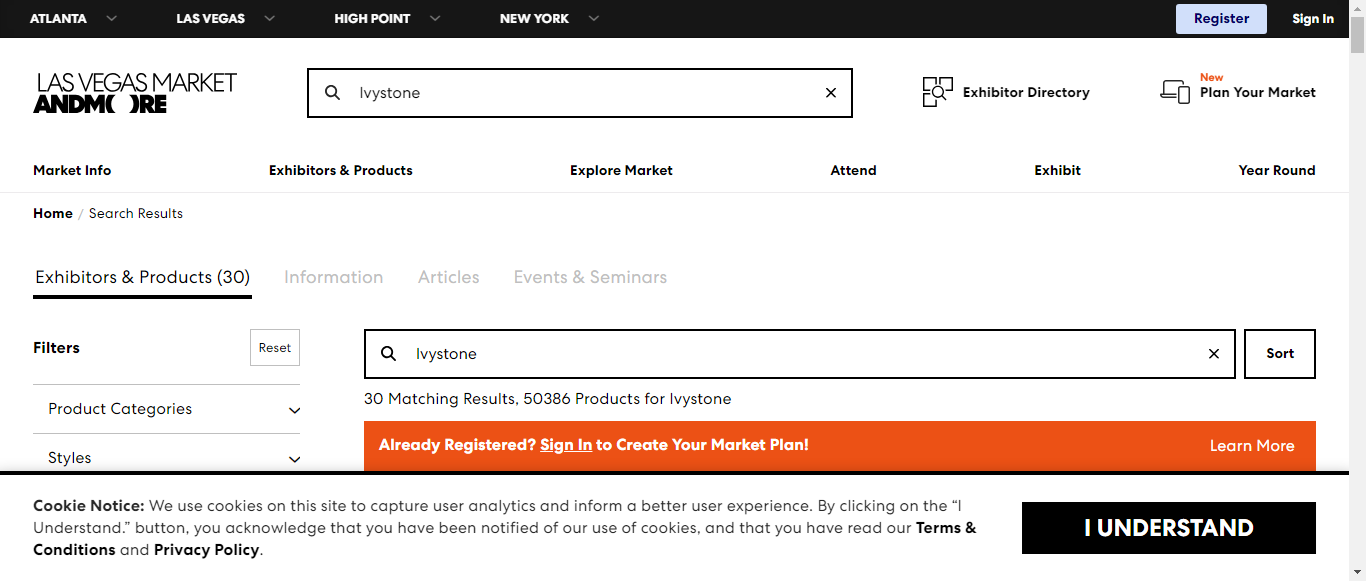 ATLANTA LAS VEGAS HIGH POINT NEW YORK Register Sign In
LAS VEGAS MARKET
ANDMORE
Ivystone
Exhibitor Directory
New
Plan Your Market
Market Info Exhibitors & Products Explore Market Attend Exhibit Year Round
Home / Search Results
Exhibitors & Products (30) Information Articles Events & Seminars
Filters Reset
Ivystone Sort
30 Matching Results, 50386 Products for Ivystone
Product Categories
Already Registered? Sign In to Create Your Market Plan! Learn More
Styles
Cookie Notice: We use cookies on this site to capture user analytics and inform a better user experience. By clicking on the “I
Understand.” button, you acknowledge that you have been notified of our use of cookies, and that you have read our Terms &
Conditions and Privacy Policy.
I UNDERSTAND